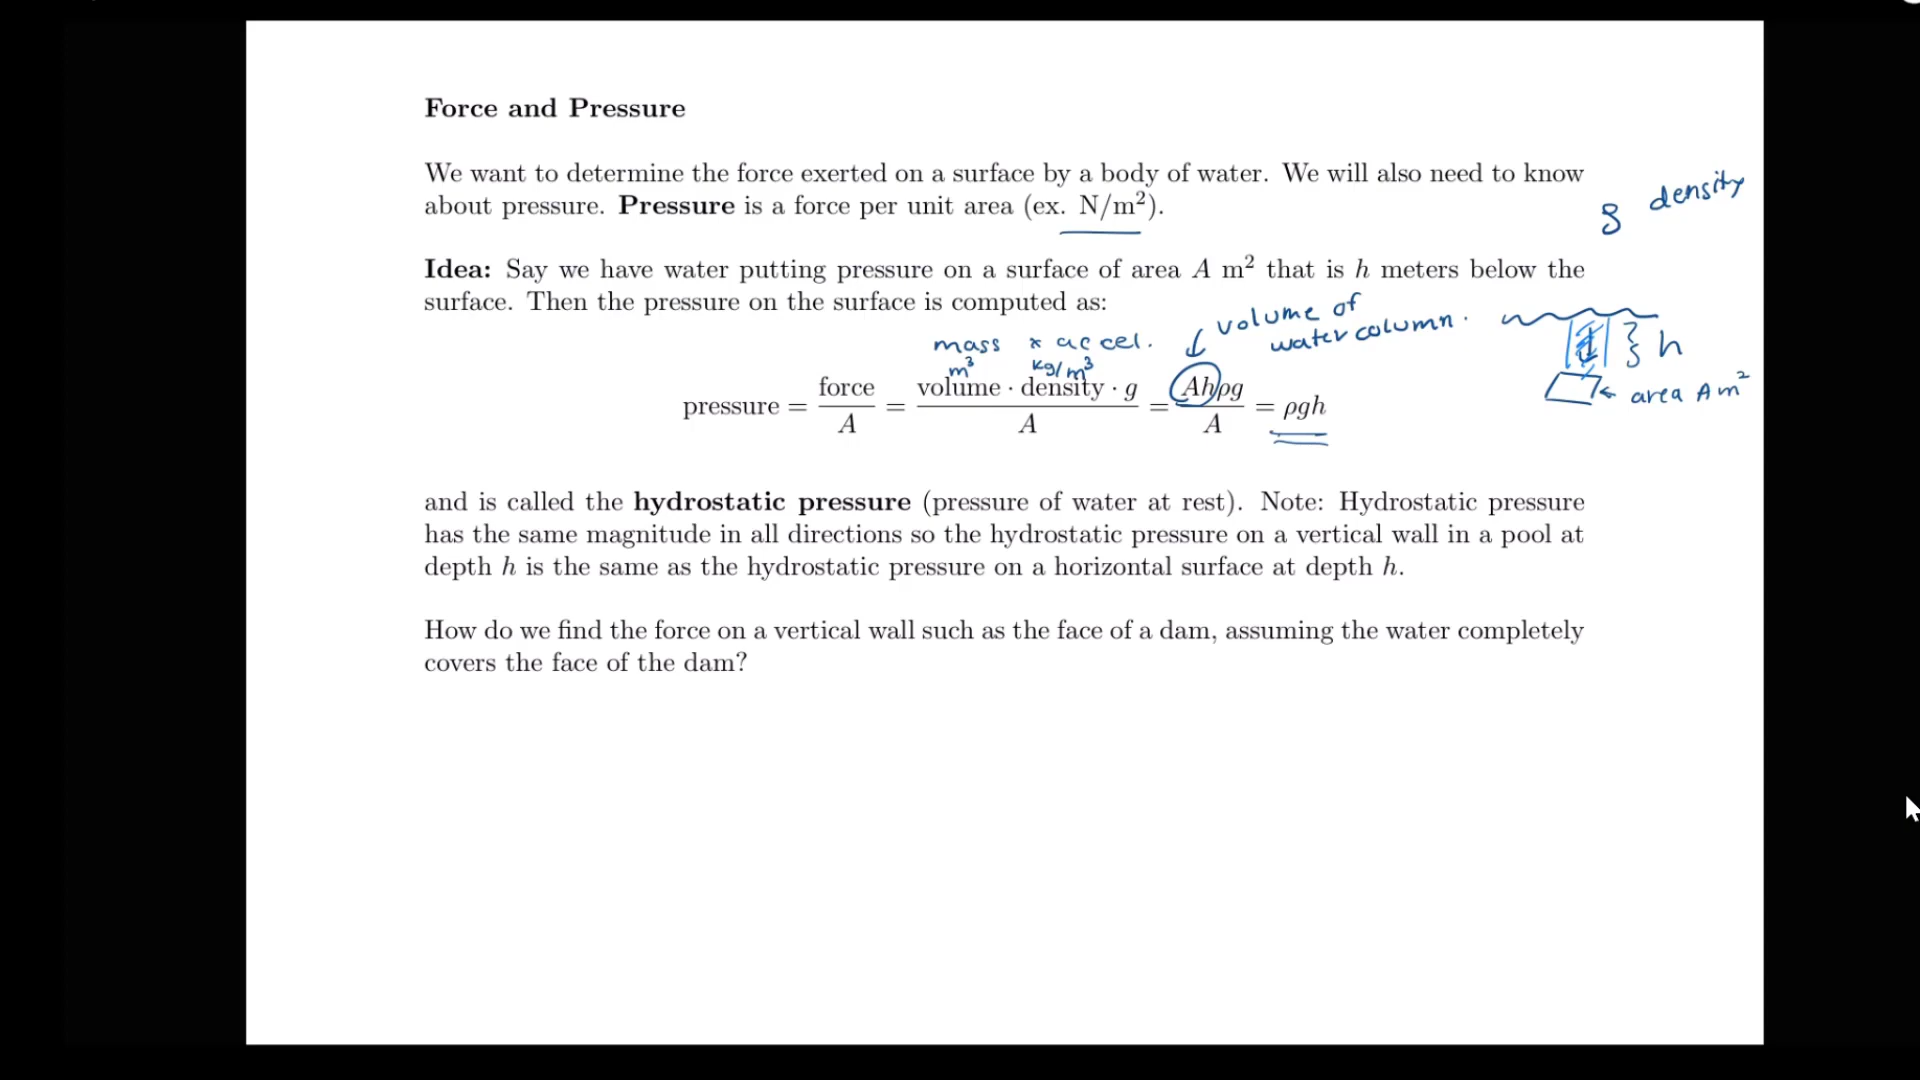 Force and Pressure
We want to determine the force exerted on a surface by a body of water. We will also need to know
about pressure. Pressure is a force per unit area (ex. N/m²).
density
Idea: Say we have water putting pressure on a surface of area A m² that is h meters below the
surface. Then the pressure on the surface is computed as:
volume of
water column.
mass × accel.
m³ kg/m³
pressure = force/A = volume · density · g/A = Ahρg/A = ρgh
h
area A m²
and is called the hydrostatic pressure (pressure of water at rest). Note: Hydrostatic pressure
has the same magnitude in all directions so the hydrostatic pressure on a vertical wall in a pool at
depth h is the same as the hydrostatic pressure on a horizontal surface at depth h.
How do we find the force on a vertical wall such as the face of a dam, assuming the water completely
covers the face of the dam?